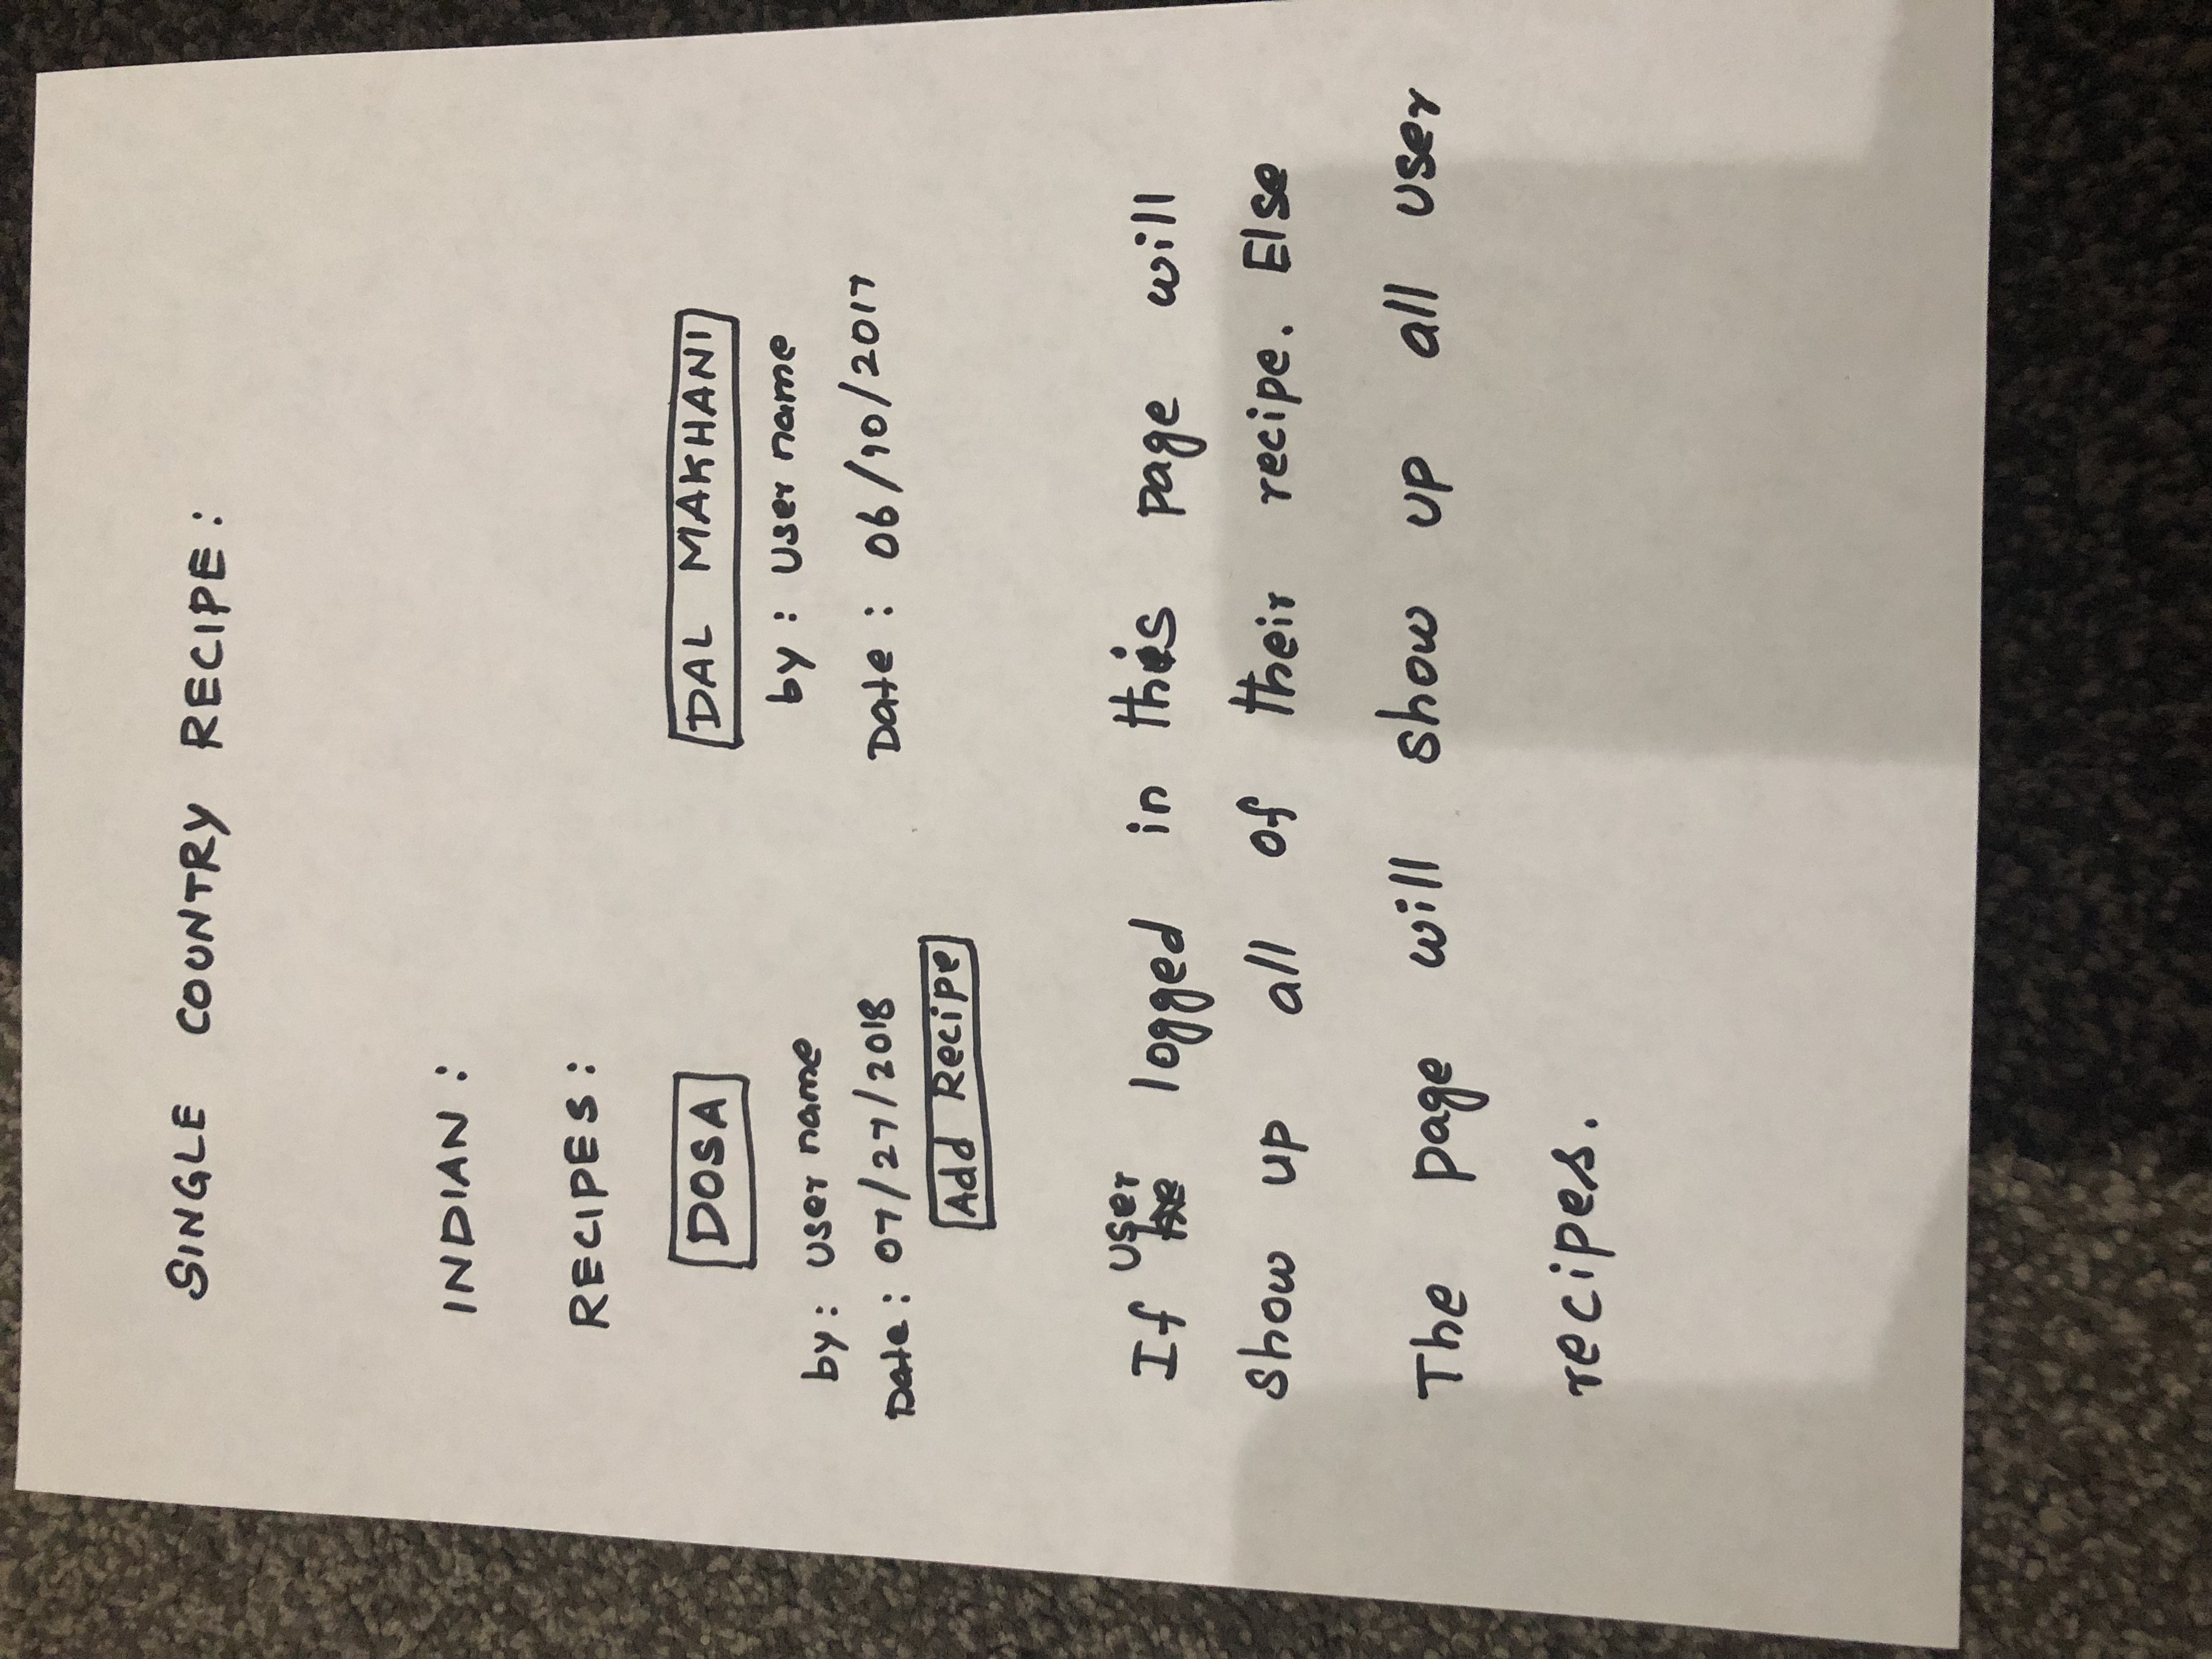 SINGLE COUNTRY RECIPE:
INDIAN:
RECIPES:
DOSA
by: User name
Date: 07/27/2018
Add Recipe
DAL MAKHANI
by: User name
Date: 06/10/2017
If user logged in this page will
show up all of their recipe. Else
The page will show up all user
recipes.